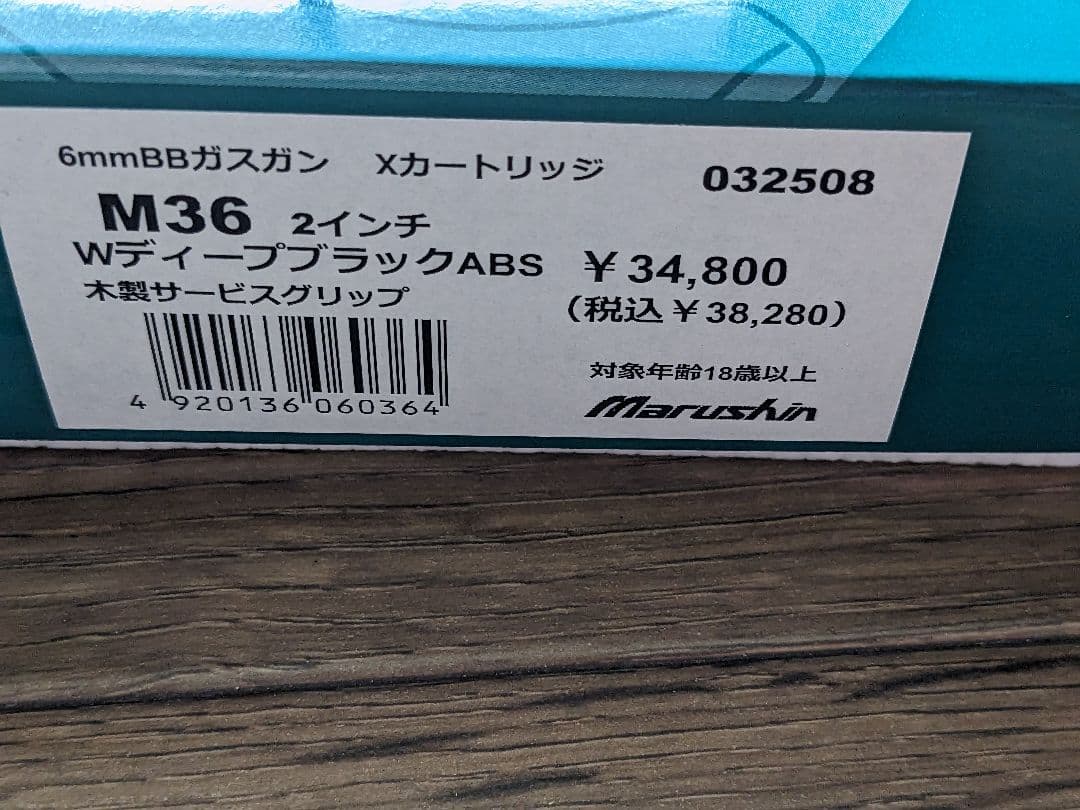 6mmBBガスガン Xカートリッジ 032508
M36 2インチ
WディープブラックABS ¥34,800
木製サービスグリップ (税込¥38,280)
対象年齢18歳以上
4 920136 060364
Marushin